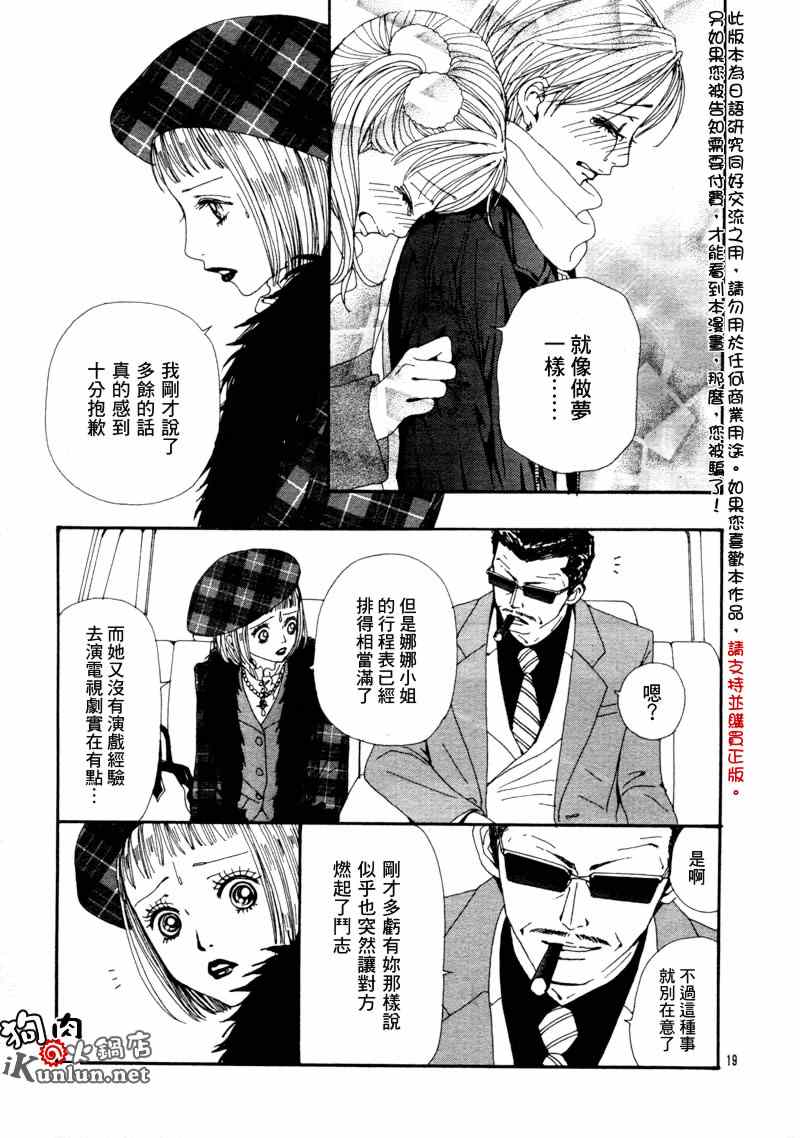 此版本為日語研究同好交流之用，請勿用於任何商業用途。如果您喜歡本作品，請支持並購買正版。
只如果您被告知需要付費，才能看到本漫畫，那麼，您被騙了！
就像做夢
一樣……
我剛才說了
多餘的話
真的感到
十分抱歉
嗯？
但是娜娜小姐
的行程表已經
排得相當滿了
而她又沒有演戲經驗
去演電視劇實在有點…
是啊
不過這種事
就別在意了
剛才多虧有妳那樣說
似乎也突然讓對方
燃起了鬥志
19
狗肉
火鍋店
iKunlun.net